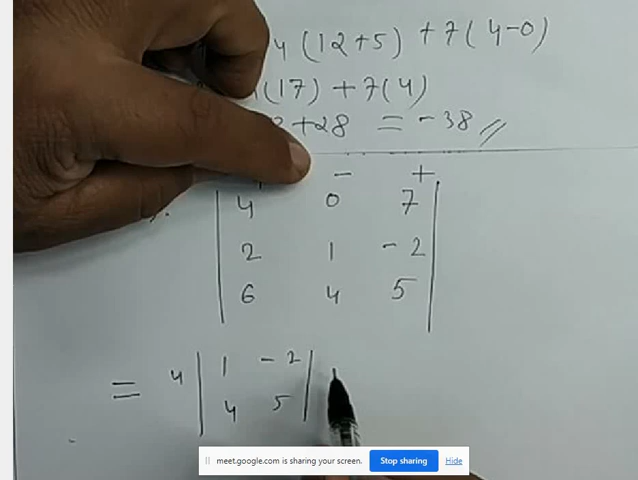 4 (12+5) + 7 ( 4-0)
(17) + 7 (4)
+28 = -38 //
- +
4 0 7
2 1 - 2
6 4 5
= 4 | 1 - 2 |
4 5
meet.google.com is sharing your screen. Stop sharing Hide